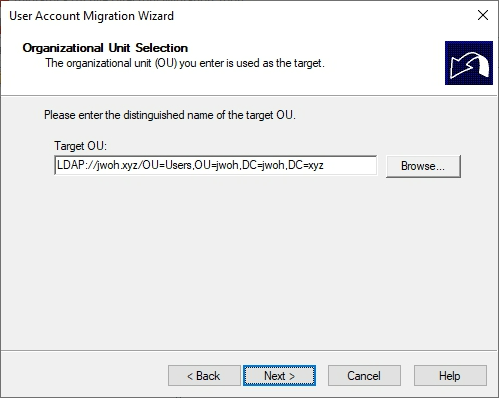 User Account Migration Wizard
Organizational Unit Selection
The organizational unit (OU) you enter is used as the target.
Please enter the distinguished name of the target OU.
Target OU:
LDAP://jwoh.xyz/OU=Users,OU=jwoh,DC=jwoh,DC=xyz
Browse...
< Back
Next >
Cancel
Help